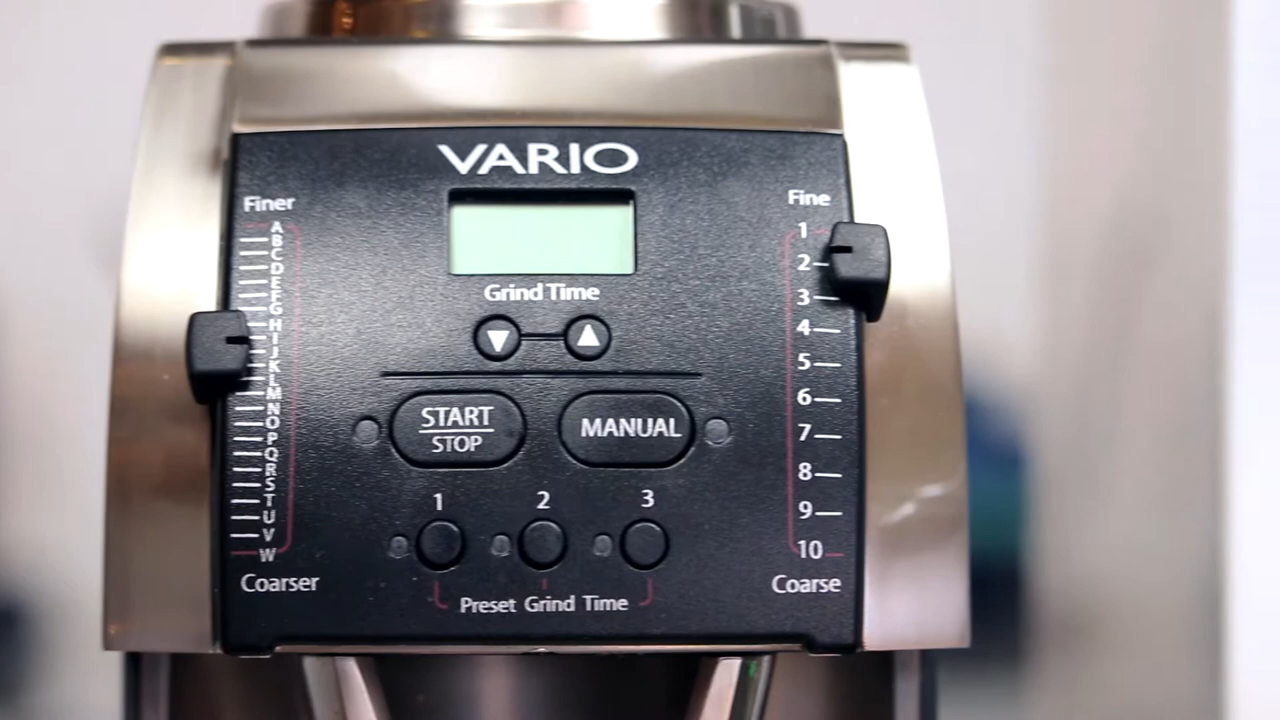 VARIO
Finer
A
B
C
D
E
F
G
H
I
J
K
L
M
N
O
P
Q
R
S
T
U
V
W
Coarser
Grind Time
START
STOP
MANUAL
1 2 3
Preset Grind Time
Fine
1
2
3
4
5
6
7
8
9
10
Coarse